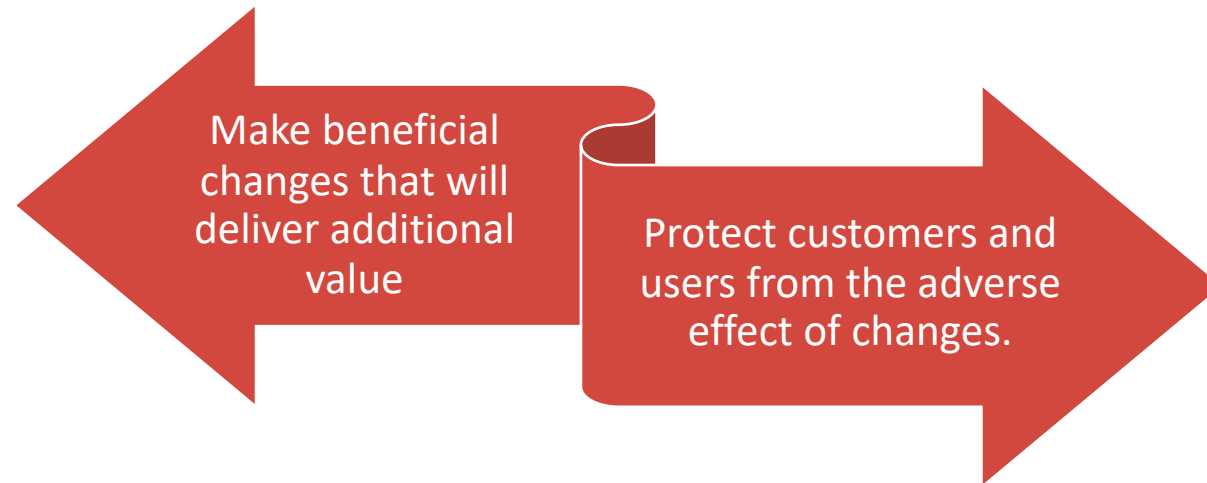 Make beneficial
changes that will
deliver additional
value
Protect customers and
users from the adverse
effect of changes.